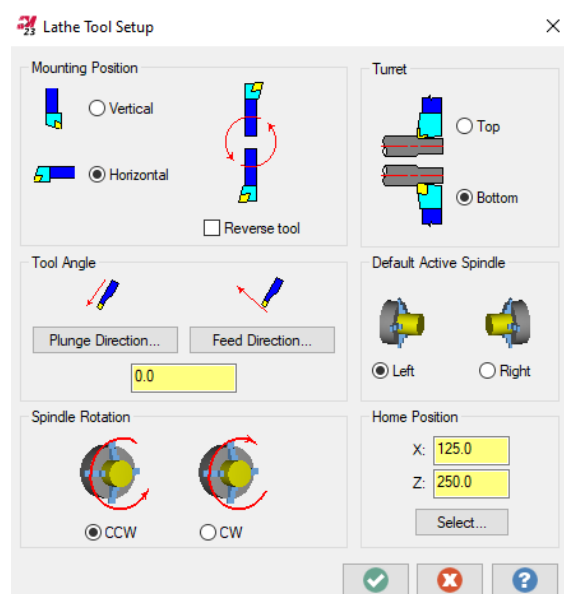 23 Lathe Tool Setup
Mounting Position
Vertical
Horizontal
Reverse tool
Turret
Top
Bottom
Tool Angle
Plunge Direction...
Feed Direction...
0.0
Default Active Spindle
Left
Right
Spindle Rotation
CCW
CW
Home Position
X: 125.0
Z: 250.0
Select...
?